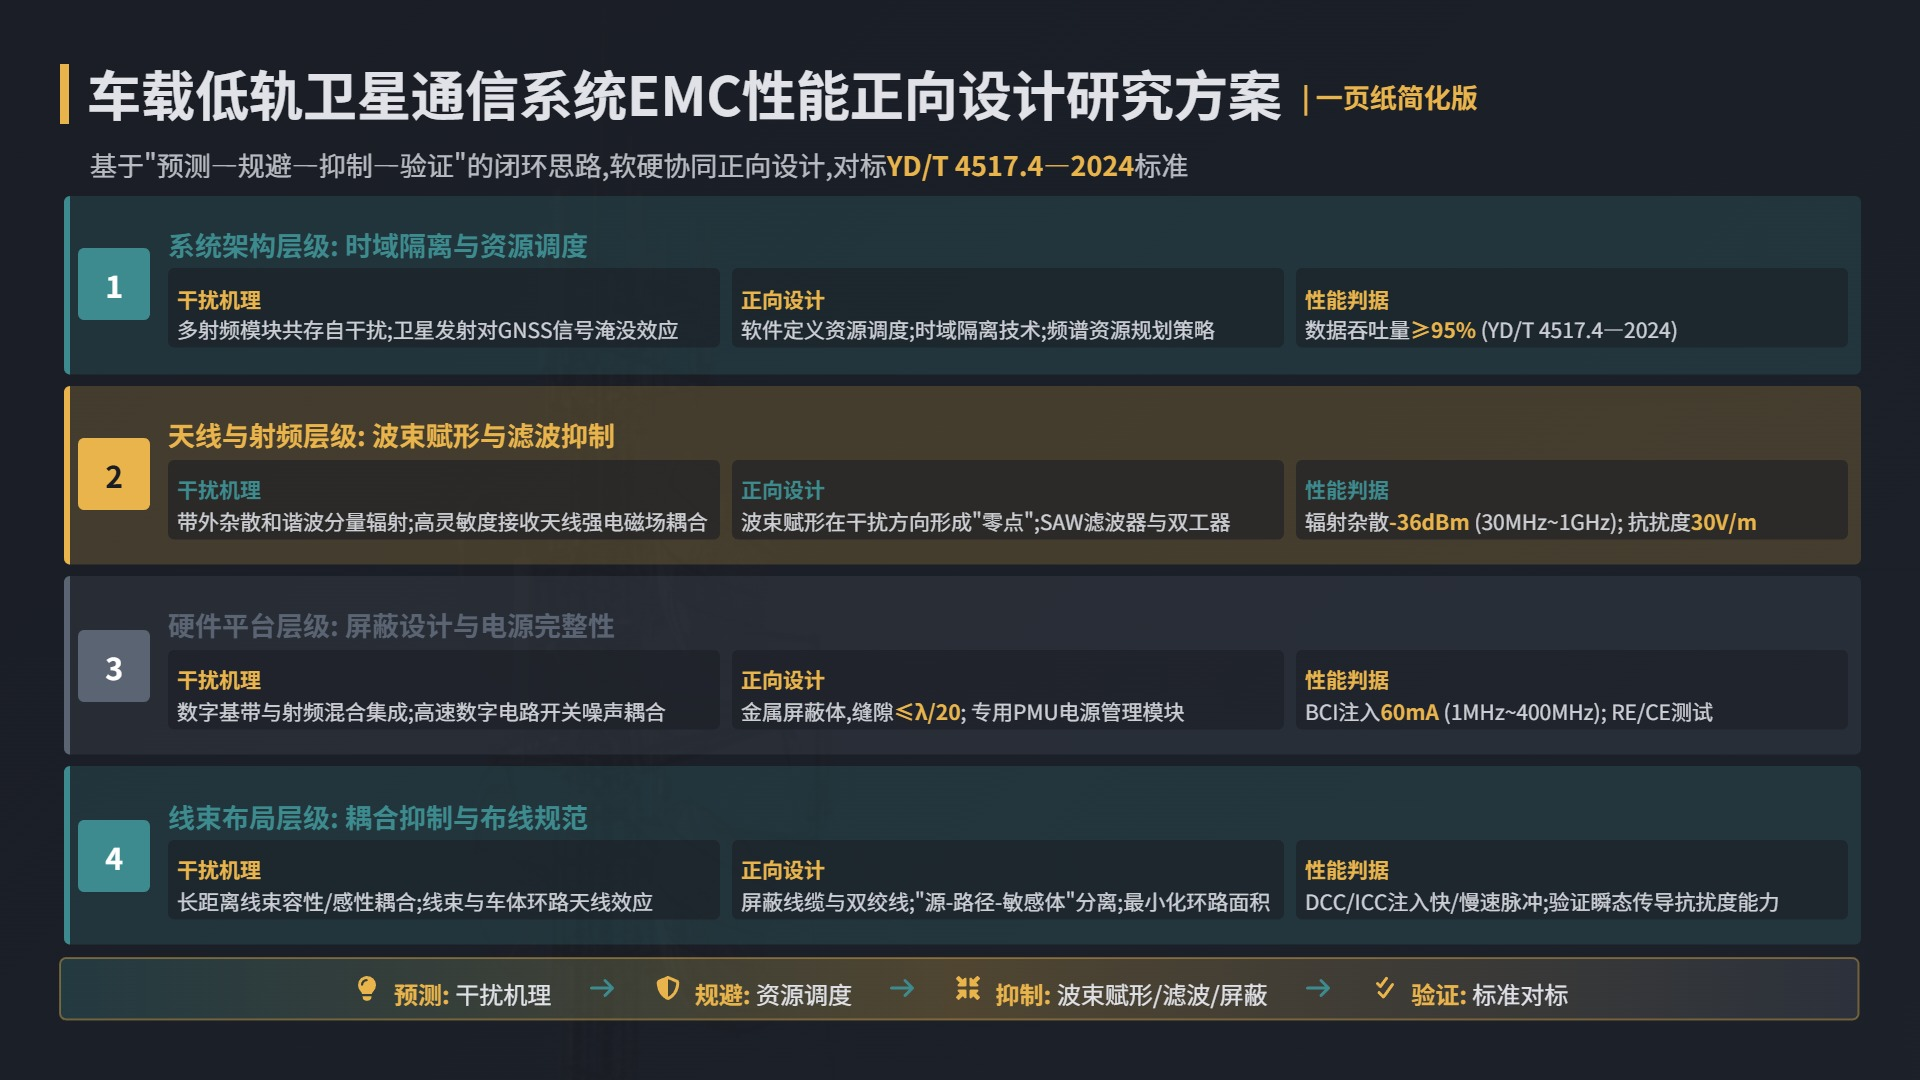 车载低轨卫星通信系统EMC性能正向设计研究方案 | 一页纸简化版
基于"预测—规避—抑制—验证"的闭环思路,软硬协同正向设计,对标YD/T 4517.4—2024标准
1
系统架构层级: 时域隔离与资源调度
干扰机理
多射频模块共存自干扰;卫星发射对GNSS信号淹没效应
正向设计
软件定义资源调度;时域隔离技术;频谱资源规划策略
性能判据
数据吞吐量≥95% (YD/T 4517.4—2024)
2
天线与射频层级: 波束赋形与滤波抑制
干扰机理
带外杂散和谐波分量辐射;高灵敏度接收天线强电磁场耦合
正向设计
波束赋形在干扰方向形成"零点";SAW滤波器与双工器
性能判据
辐射杂散-36dBm (30MHz~1GHz); 抗扰度30V/m
3
硬件平台层级: 屏蔽设计与电源完整性
干扰机理
数字基带与射频混合集成;高速数字电路开关噪声耦合
正向设计
金属屏蔽体,缝隙≤λ/20; 专用PMU电源管理模块
性能判据
BCI注入60mA (1MHz~400MHz); RE/CE测试
4
线束布局层级: 耦合抑制与布线规范
干扰机理
长距离线束容性/感性耦合;线束与车体环路天线效应
正向设计
屏蔽线缆与双绞线;"源-路径-敏感体"分离;最小化环路面积
性能判据
DCC/ICC注入快/慢速脉冲;验证瞬态传导抗扰度能力
预测: 干扰机理 → 规避: 资源调度 → 抑制: 波束赋形/滤波/屏蔽 → 验证: 标准对标